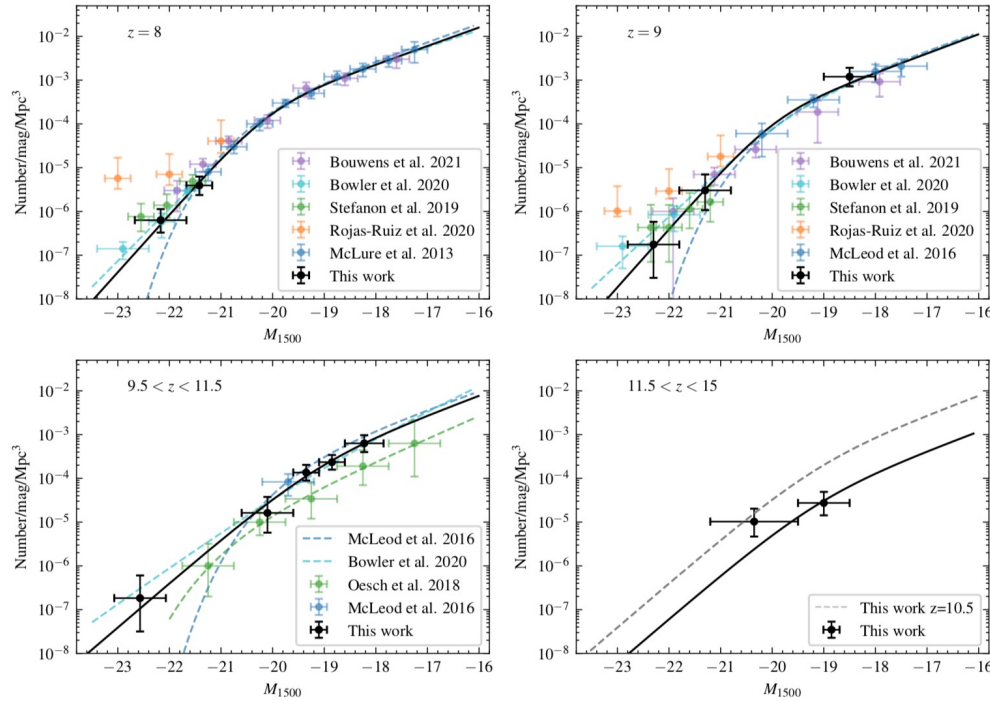 z = 8
Number/mag/Mpc³
10⁻²
10⁻³
10⁻⁴
10⁻⁵
10⁻⁶
10⁻⁷
10⁻⁸
Bouwens et al. 2021
Bowler et al. 2020
Stefanon et al. 2019
Rojas-Ruiz et al. 2020
McLure et al. 2013
This work
−23 −22 −21 −20 −19 −18 −17 −16
M₁₅₀₀
z = 9
Number/mag/Mpc³
10⁻²
10⁻³
10⁻⁴
10⁻⁵
10⁻⁶
10⁻⁷
10⁻⁸
Bouwens et al. 2021
Bowler et al. 2020
Stefanon et al. 2019
Rojas-Ruiz et al. 2020
McLeod et al. 2016
This work
−23 −22 −21 −20 −19 −18 −17 −16
M₁₅₀₀
9.5 < z < 11.5
Number/mag/Mpc³
10⁻²
10⁻³
10⁻⁴
10⁻⁵
10⁻⁶
10⁻⁷
10⁻⁸
McLeod et al. 2016
Bowler et al. 2020
Oesch et al. 2018
McLeod et al. 2016
This work
−23 −22 −21 −20 −19 −18 −17 −16
M₁₅₀₀
11.5 < z < 15
Number/mag/Mpc³
10⁻²
10⁻³
10⁻⁴
10⁻⁵
10⁻⁶
10⁻⁷
10⁻⁸
This work z=10.5
This work
−23 −22 −21 −20 −19 −18 −17 −16
M₁₅₀₀